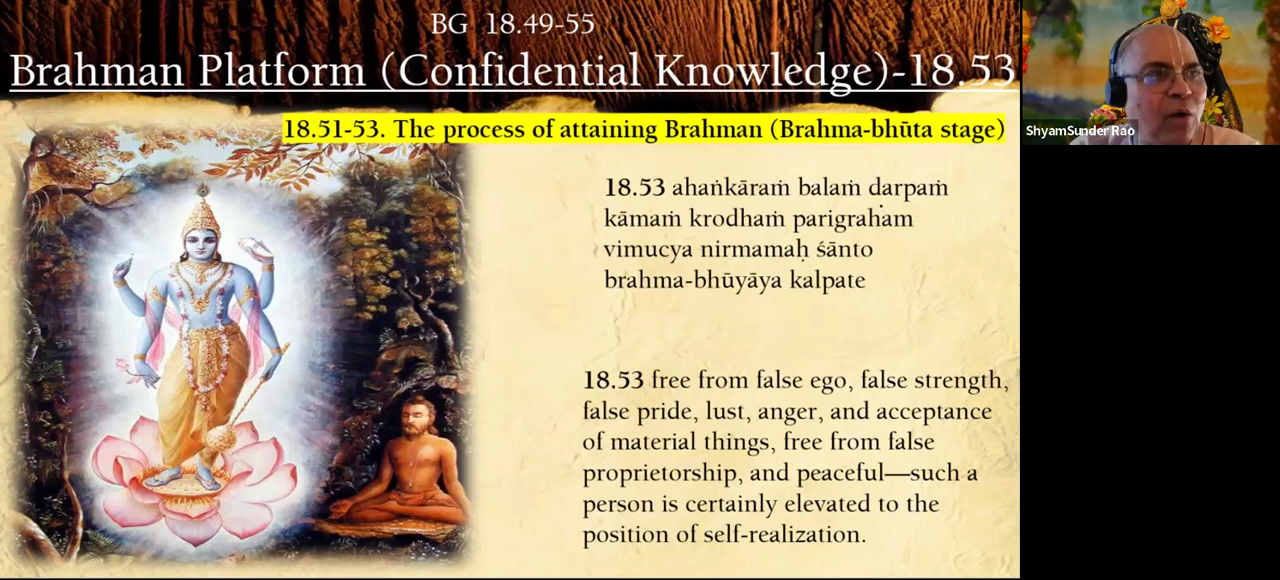 BG 18.49-55
Brahman Platform (Confidential Knowledge)-18.53
18.51-53. The process of attaining Brahman (Brahma-bhūta stage)
18.53 ahaṅkāraṁ balaṁ darpaṁ
kāmaṁ krodhaṁ parigraham
vimucya nirmamaḥ śānto
brahma-bhūyāya kalpate
18.53 free from false ego, false strength,
false pride, lust, anger, and acceptance
of material things, free from false
proprietorship, and peaceful—such a
person is certainly elevated to the
position of self-realization.
ShyamSunder Rao